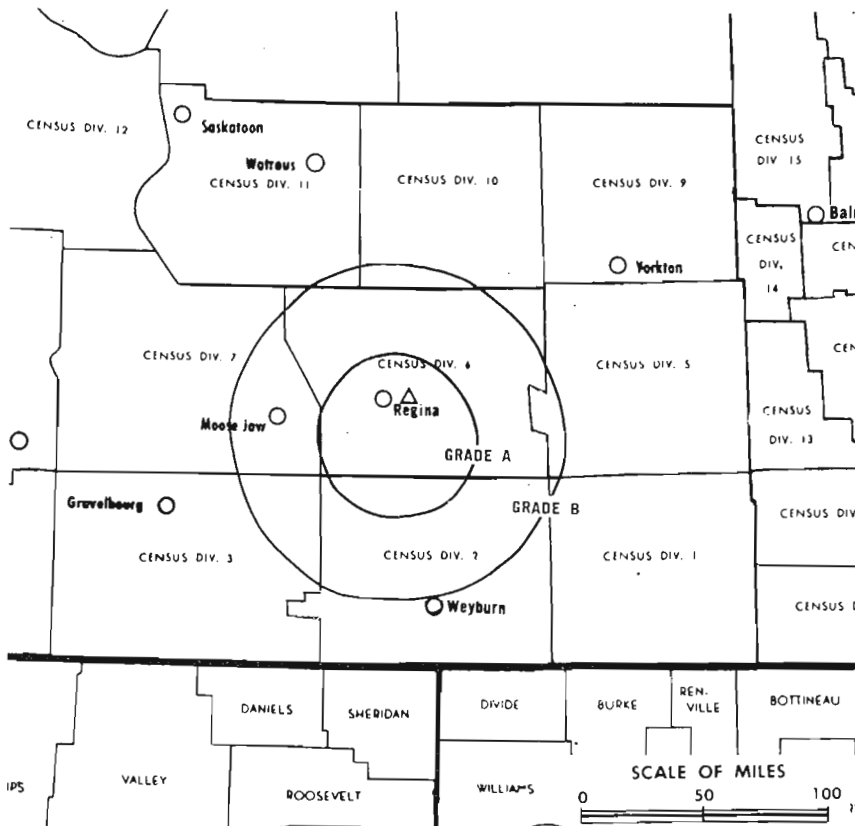 CENSUS DIV. 12
Saskatoon
Watrous
CENSUS DIV. 11
CENSUS DIV. 10
CENSUS DIV. 9
CENSUS
DIV 15
CENSUS
DIV.
14
Yorkton
CENSUS DIV. 7
CENSUS DIV. 6
CENSUS DIV. 5
Regina
Moose Jaw
GRADE A
CENSUS
DIV. 13
Gravelbourg
GRADE B
CENSUS DIV. 3
CENSUS DIV. 2
CENSUS DIV. 1
CENSUS DIV
CENSUS
Weyburn
DANIELS
SHERIDAN
DIVIDE
BURKE
REN-
VILLE
BOTTINEAU
VALLEY
ROOSEVELT
WILLIAMS
SCALE OF MILES
0 50 100